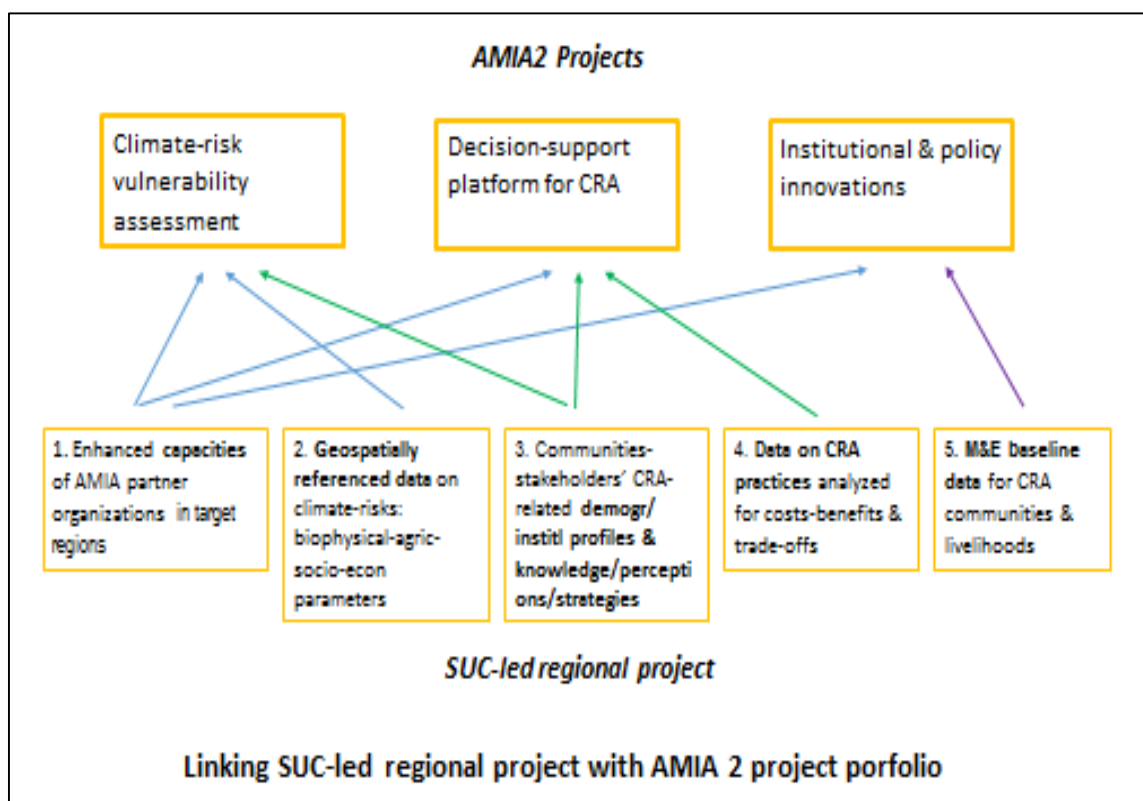 AMIA2 Projects
Climate-risk
vulnerability
assessment
Decision-support
platform for CRA
Institutional & policy
innovations
1. Enhanced capacities
of AMIA partner
organizations in target
regions
2. Geospatially
referenced data on
climate-risks:
biophysical-agric-
socio-econ
parameters
3. Communities-
stakeholders’ CRA-
related demogr/
institl profiles &
knowledge/percepti
ons/strategies
4. Data on CRA
practices analyzed
for costs-benefits &
trade-offs
5. M&E baseline
data for CRA
communities &
livelihoods
SUC-led regional project
Linking SUC-led regional project with AMIA 2 project porfolio